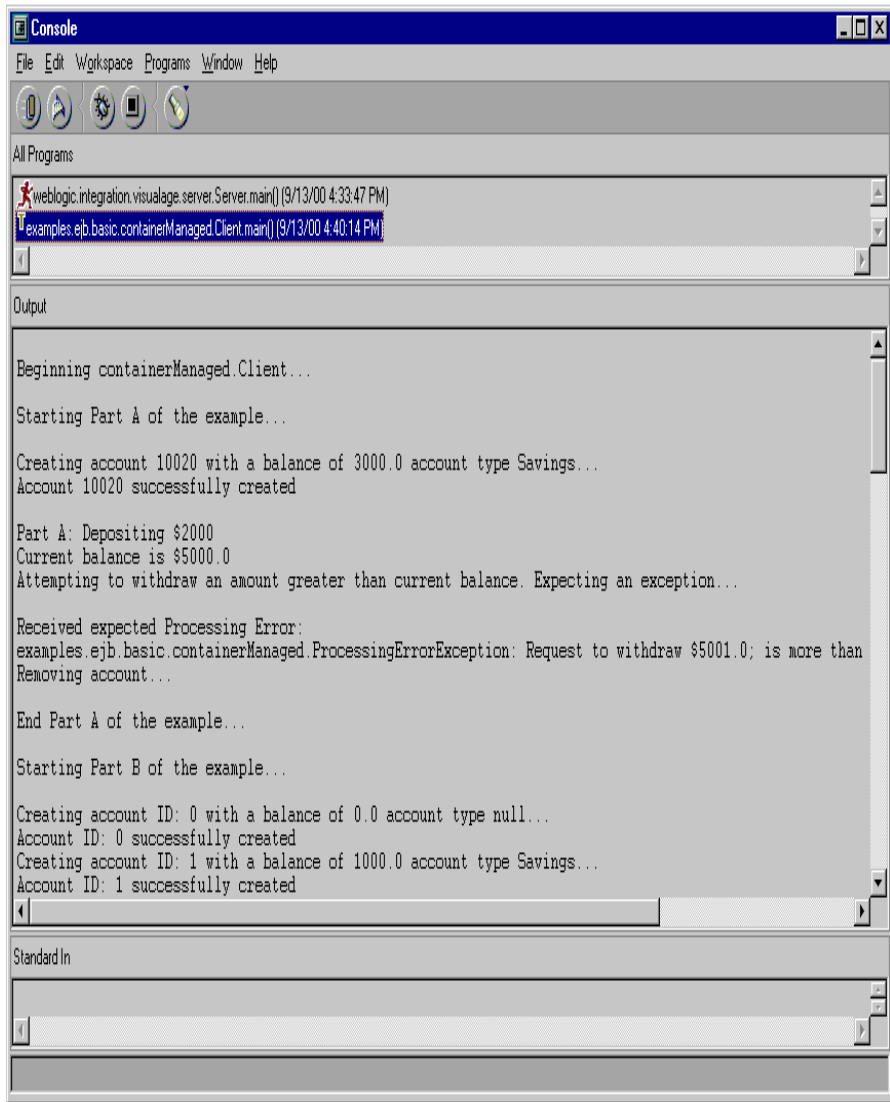 Console
File Edit Workspace Programs Window Help
All Programs
weblogic.integration.visualage.server.Server.main() (9/13/00 4:33:47 PM)
examples.ejb.basic.containerManaged.Client.main() (9/13/00 4:40:14 PM)
Output
Beginning containerManaged.Client...
Starting Part A of the example...
Creating account 10020 with a balance of 3000.0 account type Savings...
Account 10020 successfully created
Part A: Depositing $2000
Current balance is $5000.0
Attempting to withdraw an amount greater than current balance. Expecting an exception...
Received expected Processing Error:
examples.ejb.basic.containerManaged.ProcessingErrorException: Request to withdraw $5001.0; is more than
Removing account...
End Part A of the example...
Starting Part B of the example...
Creating account ID: 0 with a balance of 0.0 account type null...
Account ID: 0 successfully created
Creating account ID: 1 with a balance of 1000.0 account type Savings...
Account ID: 1 successfully created
Standard In